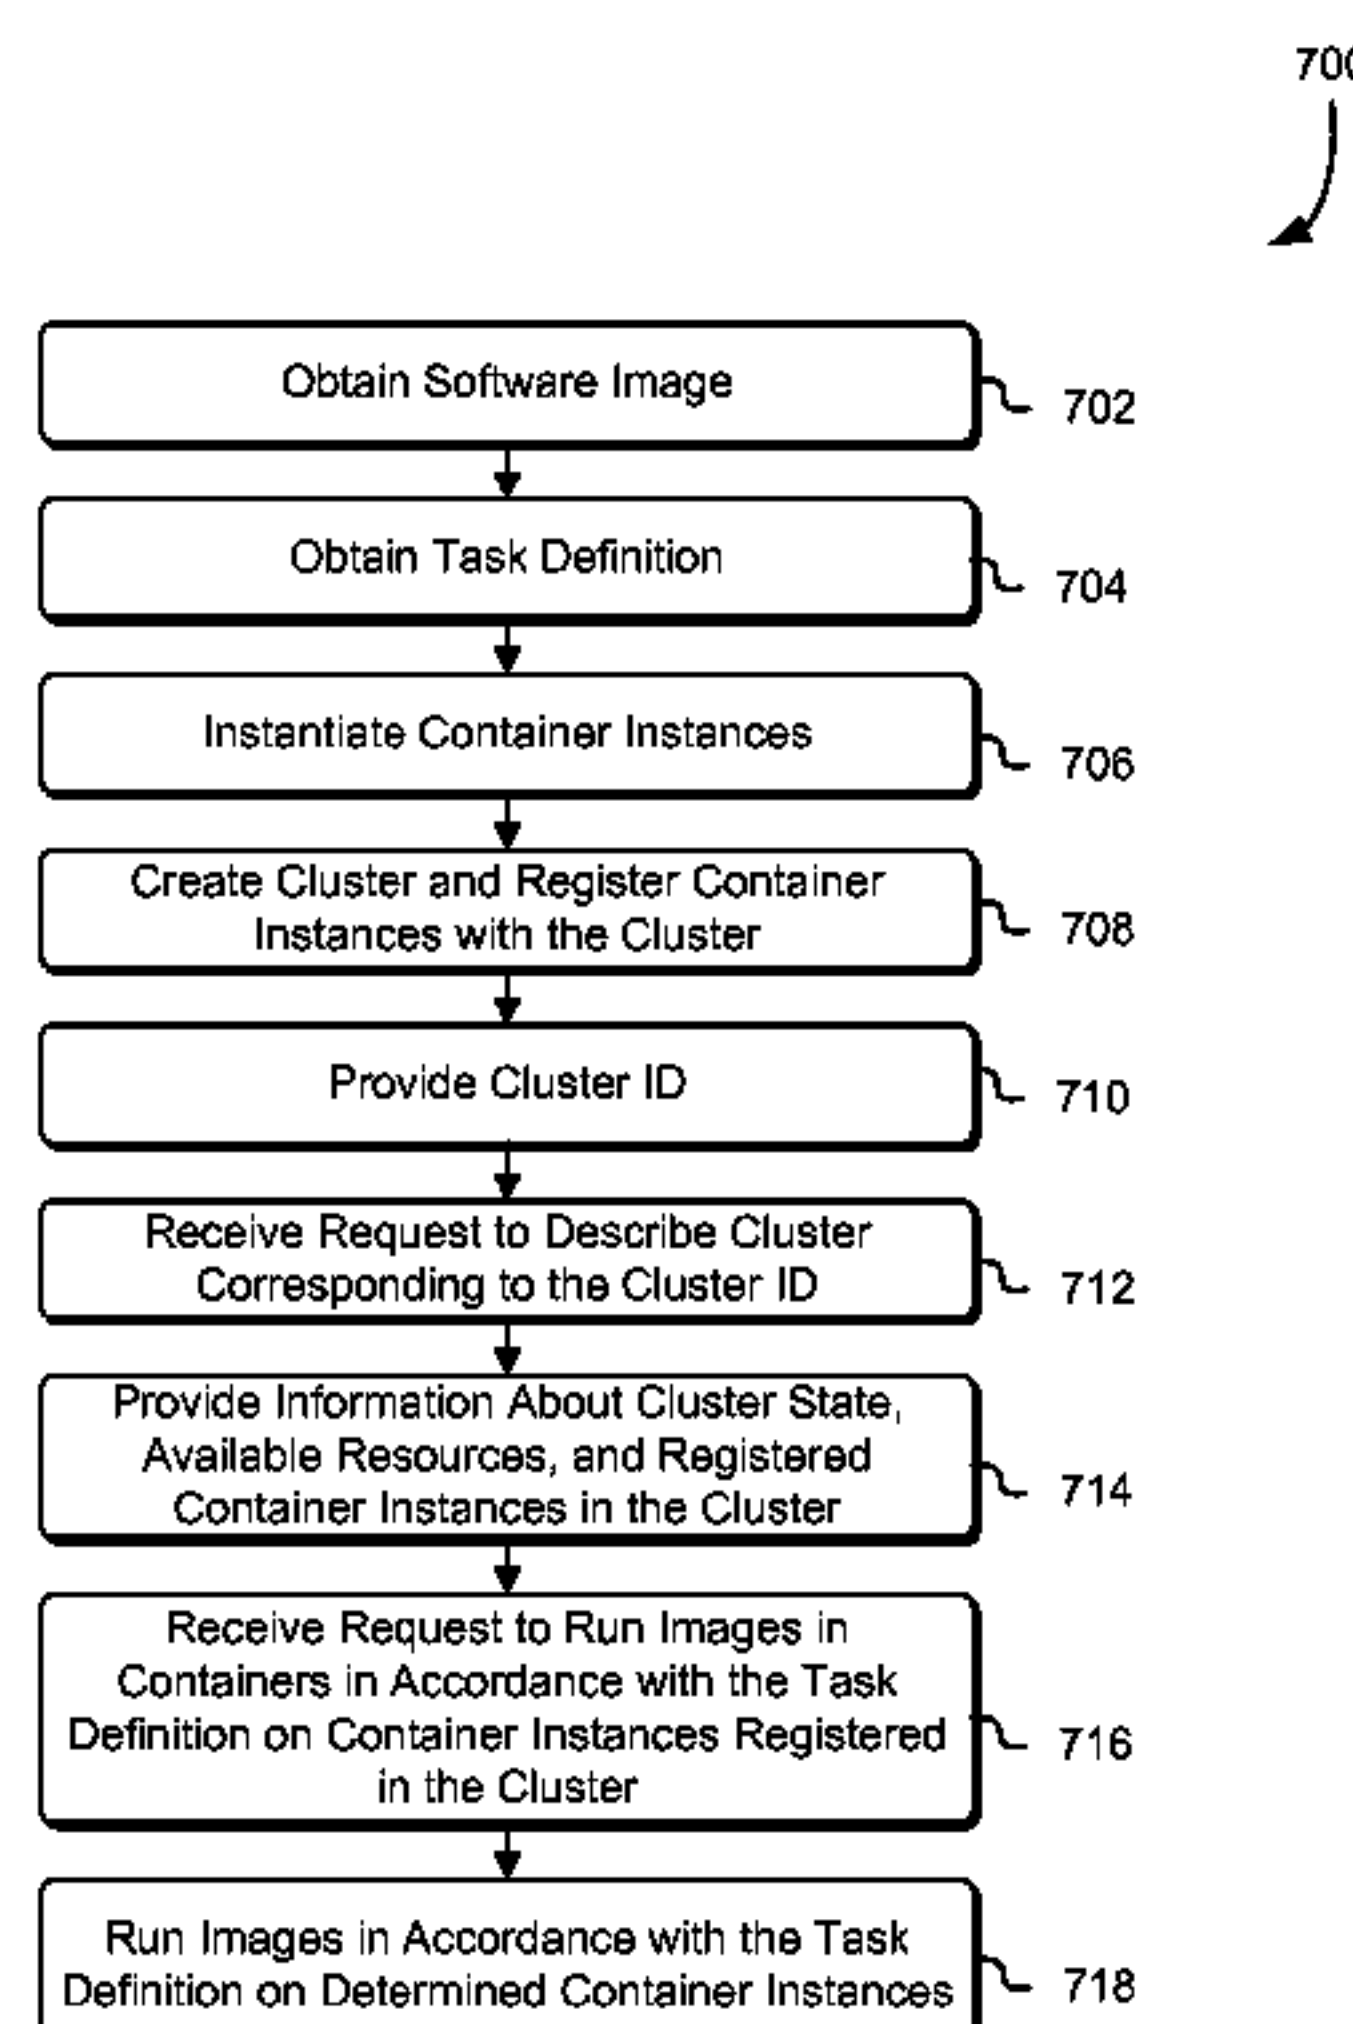 700
Obtain Software Image
702
Obtain Task Definition
704
Instantiate Container Instances
706
Create Cluster and Register Container
Instances with the Cluster
708
Provide Cluster ID
710
Receive Request to Describe Cluster
Corresponding to the Cluster ID
712
Provide Information About Cluster State,
Available Resources, and Registered
Container Instances in the Cluster
714
Receive Request to Run Images in
Containers in Accordance with the Task
Definition on Container Instances Registered
in the Cluster
716
Run Images in Accordance with the Task
Definition on Determined Container Instances
718